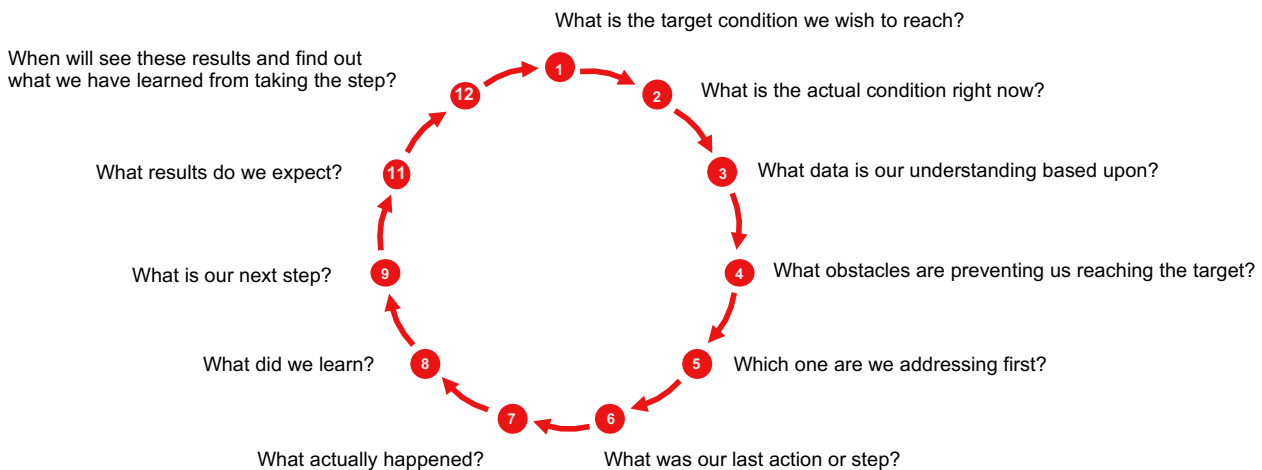 1
What is the target condition we wish to reach?
2
What is the actual condition right now?
3
What data is our understanding based upon?
4
What obstacles are preventing us reaching the target?
5
Which one are we addressing first?
6
What was our last action or step?
7
What actually happened?
8
What did we learn?
9
What is our next step?
11
What results do we expect?
12
When will see these results and find out
what we have learned from taking the step?